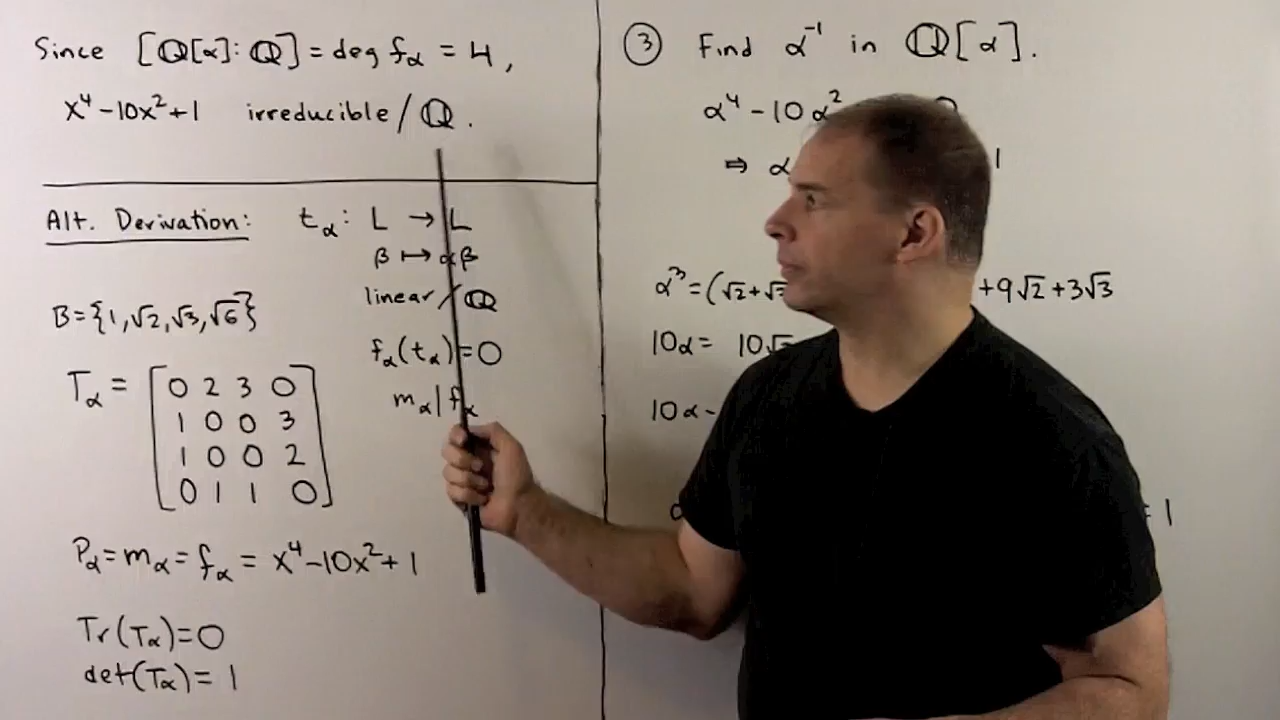 Since [ℚ[α]: ℚ] = deg fα = 4,
x⁴ - 10x² + 1 irreducible / ℚ.
Alt. Derivation: tα: L → L
β ↦ αβ
linear / ℚ
B = {1, √2, √3, √6}
fα(tα) = 0
mα | fα
Tα = [0 2 3 0
1 0 0 3
1 0 0 2
0 1 1 0]
Pα = mα = fα = x⁴ - 10x² + 1
Tr(Tα) = 0
det(Tα) = 1
③ Find α⁻¹ in ℚ[α].
α⁴ - 10α²
⇒ α 1
α³ = (√2 + √ + 9√2 + 3√3
10α = 10√
10α -
= 1